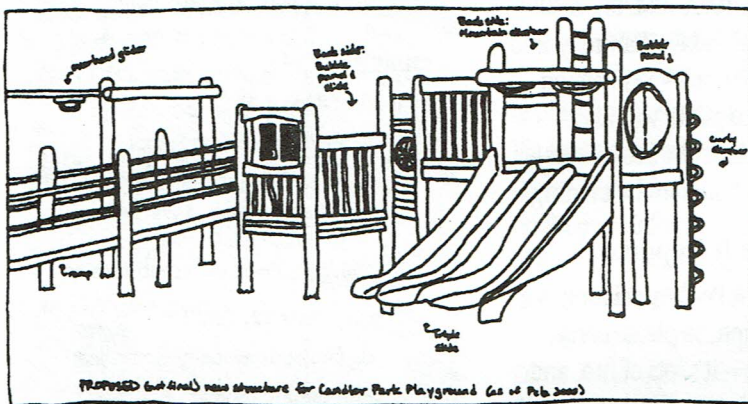 overhead glider
Back side:
Bubble
panel &
slide
Back side:
Mountain climber
Bubble
panel
Curly
climber
ramp
Triple
slide
PROPOSED (not final) new structure for Candler Park Playground (as of Feb. 2000)